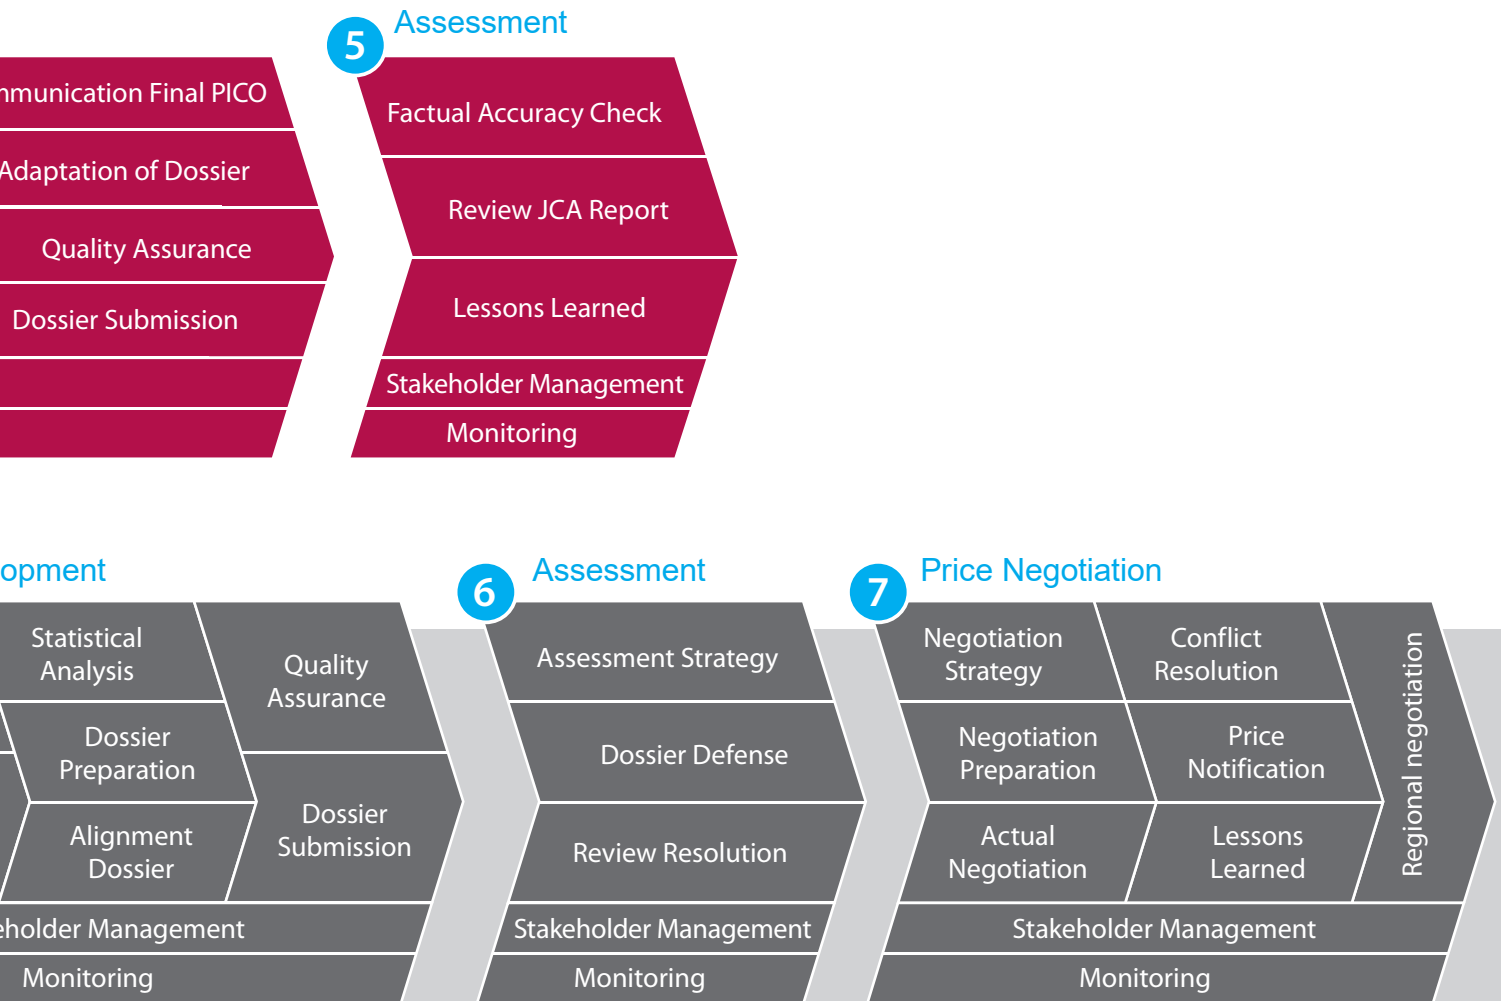 5 Assessment
mmunication Final PICO
Adaptation of Dossier
Quality Assurance
Dossier Submission
Factual Accuracy Check
Review JCA Report
Lessons Learned
Stakeholder Management
Monitoring
opment
Statistical
Analysis
Dossier
Preparation
Alignment
Dossier
Quality
Assurance
Dossier
Submission
eholder Management
Monitoring
6 Assessment
Assessment Strategy
Dossier Defense
Review Resolution
Stakeholder Management
Monitoring
7 Price Negotiation
Negotiation
Strategy
Negotiation
Preparation
Actual
Negotiation
Conflict
Resolution
Price
Notification
Lessons
Learned
Regional negotiation
Stakeholder Management
Monitoring